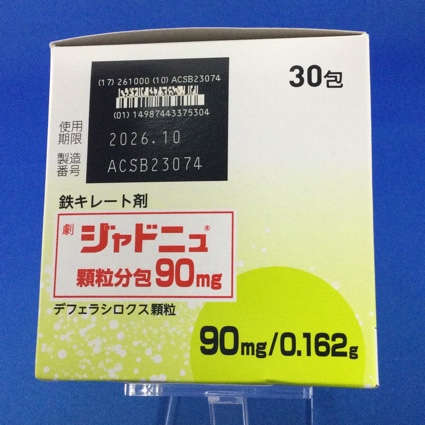 (17) 261000 (10) ACSB23074
(01) 14987443375304
30包
使用
期限
2026.10
製造
番号
ACSB23074
鉄キレート剤
劇
ジャドニュ®
顆粒分包90mg
デフェラシロクス顆粒
90mg/0.162g